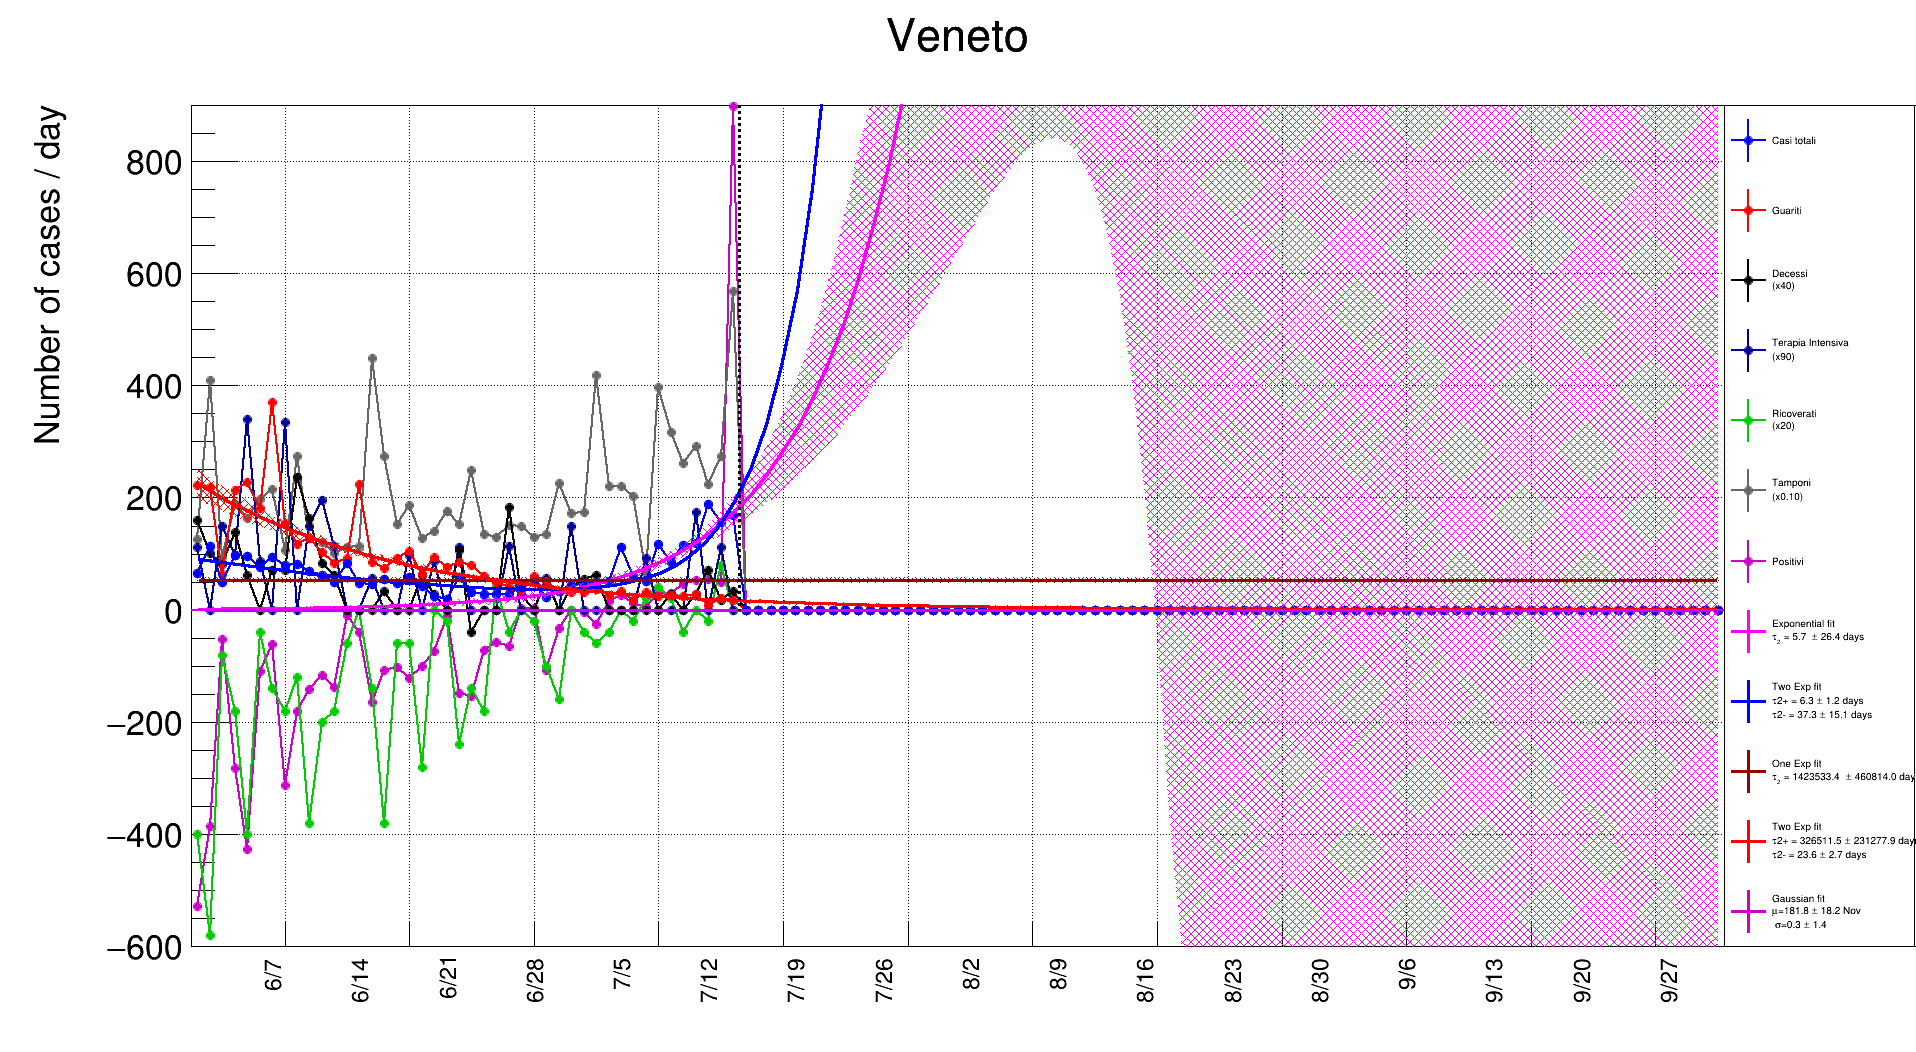 Veneto
Number of cases / day
800
600
400
200
0
−200
−400
−600
6/7
6/14
6/21
6/28
7/5
7/12
7/19
7/26
8/2
8/9
8/16
8/23
8/30
9/6
9/13
9/20
9/27
Casi totali
Guariti
Decessi
(x40)
Terapia Intensiva
(x90)
Ricoverati
(x20)
Tamponi
(x0.10)
Positivi
Exponential fit
τ₂ = 5.7 ± 26.4 days
Two Exp fit
τ2+ = 6.3 ± 1.2 days
τ2- = 37.3 ± 15.1 days
One Exp fit
τ₂ = 1423533.4 ± 460814.0 day
Two Exp fit
τ2+ = 326511.5 ± 231277.9 day
τ2- = 23.6 ± 2.7 days
Gaussian fit
μ=181.8 ± 18.2 Nov
σ=0.3 ± 1.4